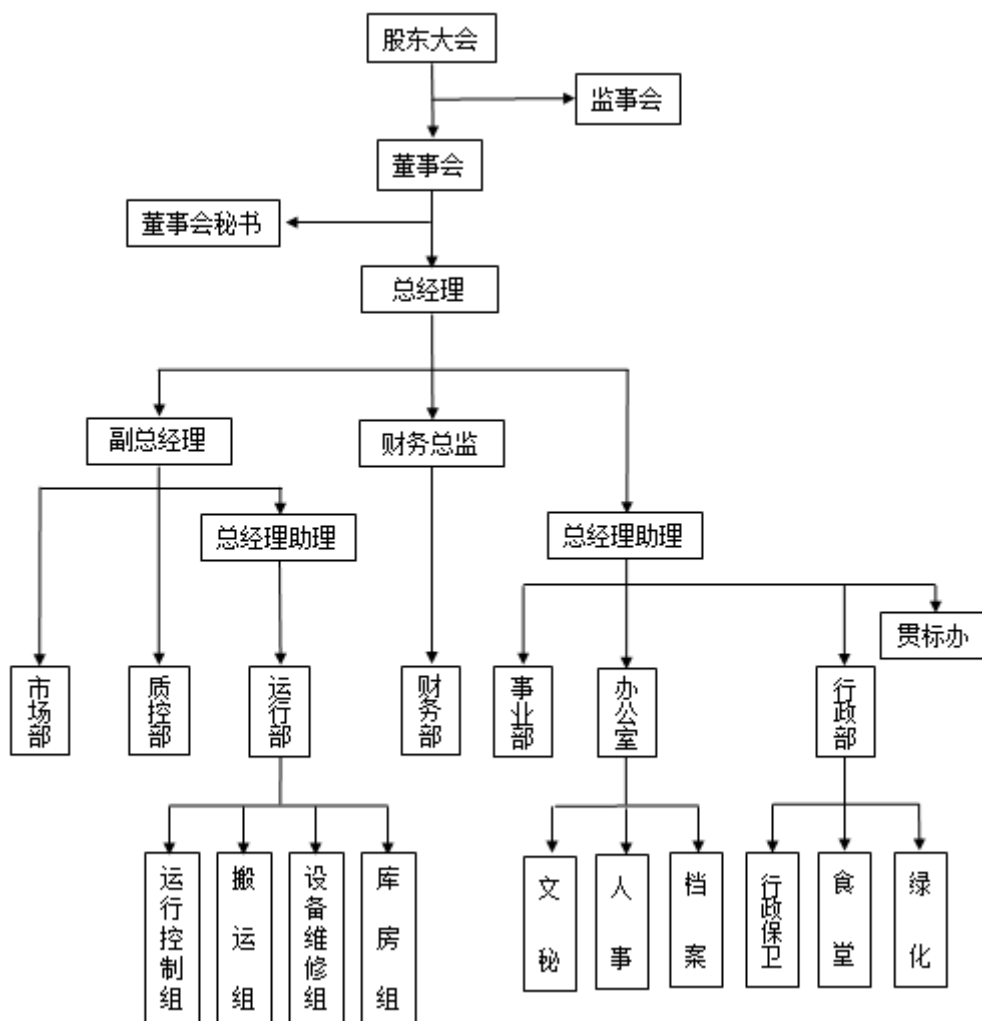 股东大会
监事会
董事会
董事会秘书
总经理
副总经理
财务总监
总经理助理
总经理助理
贯标办
市场部
质控部
运行部
财务部
事业部
办公室
行政部
运行控制组
搬运组
设备维修组
库房组
文秘
人事
档案
行政保卫
食堂
绿化